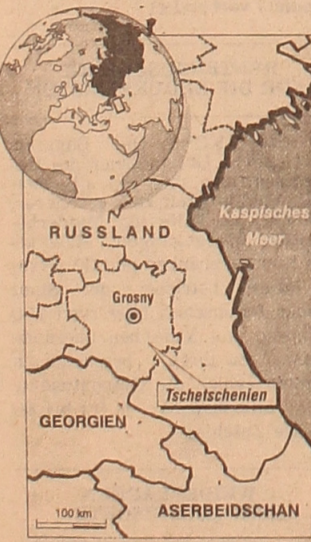 RUSSLAND
Kaspisches
Meer
Grosny
Tschetschenien
GEORGIEN
100 km
ASERBEIDSCHAN